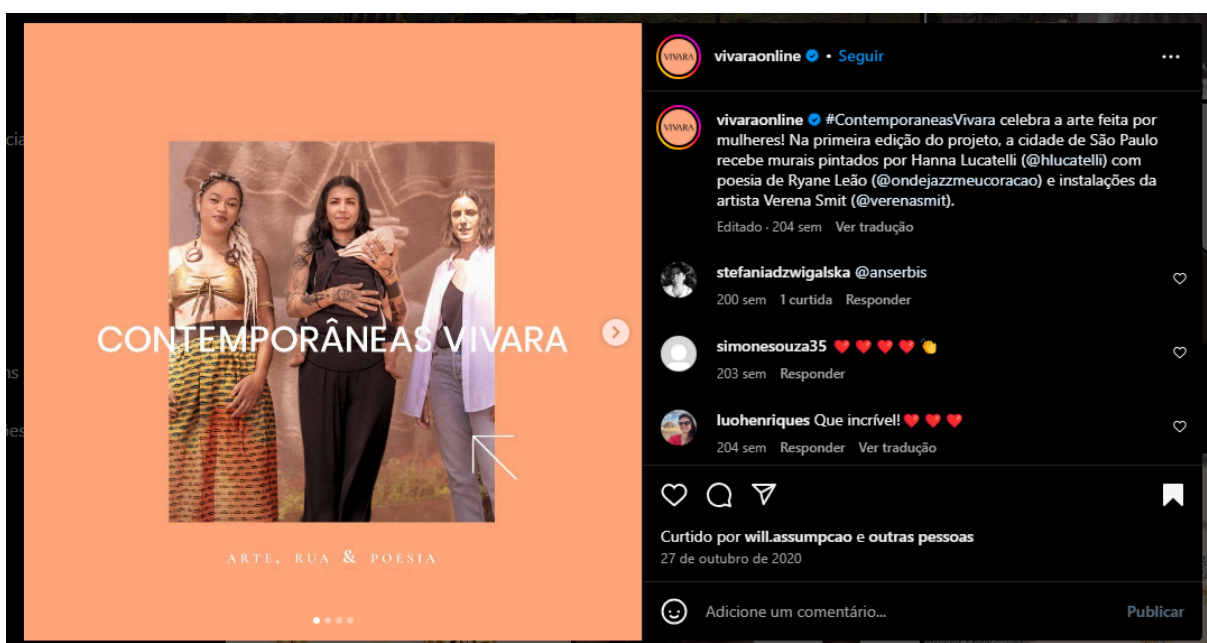 CONTEMPORÂNEAS VIVARA
ARTE, RUA & POESIA
VIVARA
vivaraonline • Seguir
VIVARA
vivaraonline #ContemporaneasVivara celebra a arte feita por
mulheres! Na primeira edição do projeto, a cidade de São Paulo
recebe murais pintados por Hanna Lucatelli (@hlucatelli) com
poesia de Ryane Leão (@ondejazzmeucoracao) e instalações da
artista Verena Smit (@verenasmit).
Editado · 204 sem Ver tradução
stefaniadzwigalska @anserbis
200 sem 1 curtida Responder
simonesouza35 ❤️❤️❤️❤️👏
203 sem Responder
luohenriques Que incrível!❤️❤️❤️
204 sem Responder Ver tradução
Curtido por will.assumpcao e outras pessoas
27 de outubro de 2020
Adicione um comentário...
Publicar